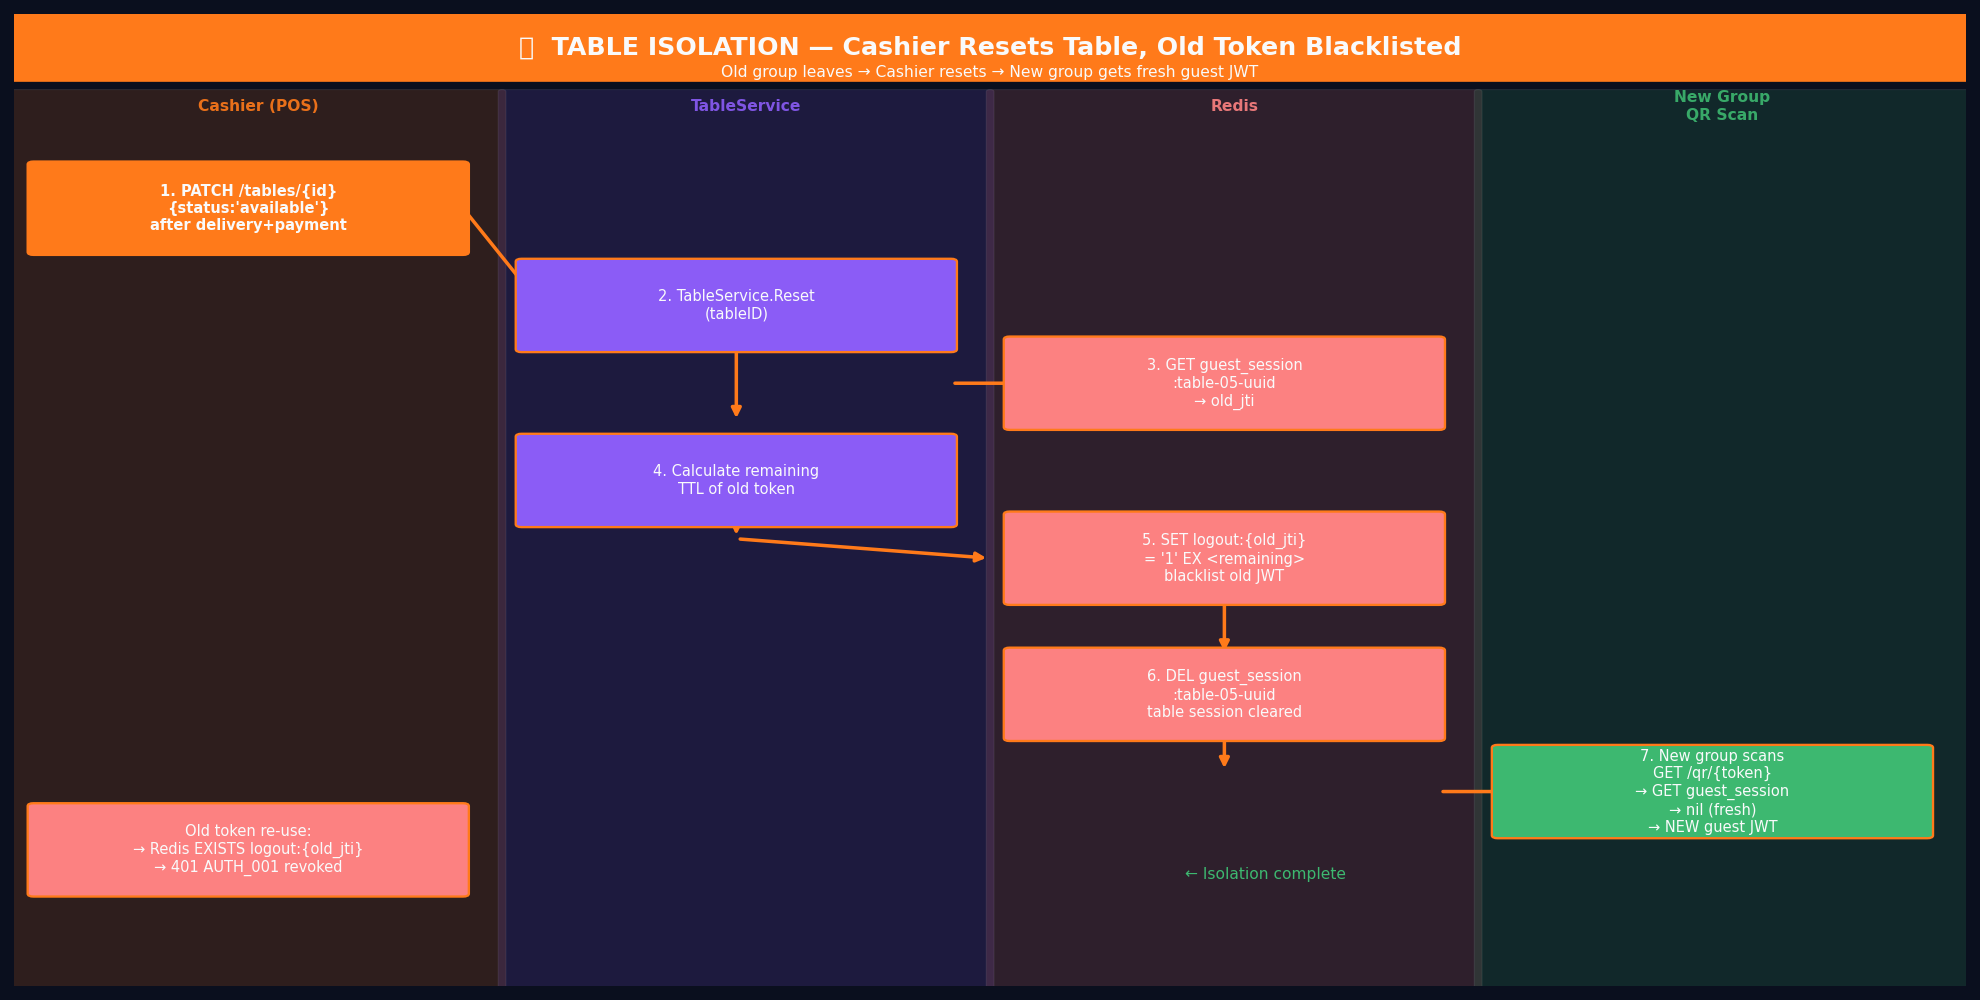 TABLE ISOLATION — Cashier Resets Table, Old Token Blacklisted
Old group leaves → Cashier resets → New group gets fresh guest JWT
Cashier (POS)
TableService
Redis
New Group
QR Scan
1. PATCH /tables/{id}
{status:'available'}
after delivery+payment
2. TableService.Reset
(tableID)
3. GET guest_session
:table-05-uuid
→ old_jti
4. Calculate remaining
TTL of old token
5. SET logout:{old_jti}
= '1' EX <remaining>
blacklist old JWT
6. DEL guest_session
:table-05-uuid
table session cleared
7. New group scans
GET /qr/{token}
→ GET guest_session
→ nil (fresh)
→ NEW guest JWT
Old token re-use:
→ Redis EXISTS logout:{old_jti}
→ 401 AUTH_001 revoked
← Isolation complete